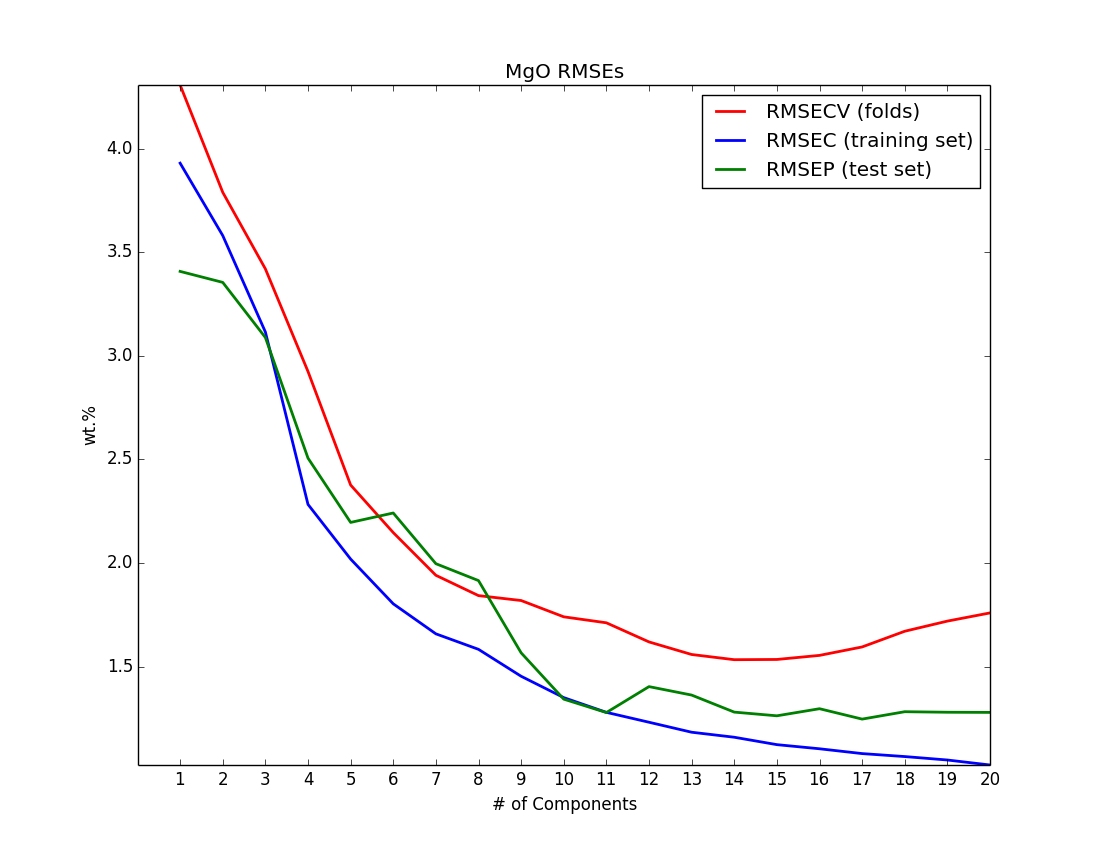 MgO RMSEs
RMSECV (folds)
RMSEC (training set)
RMSEP (test set)
4.0
3.5
3.0
2.5
2.0
1.5
wt.%
1 2 3 4 5 6 7 8 9 10 11 12 13 14 15 16 17 18 19 20
# of Components